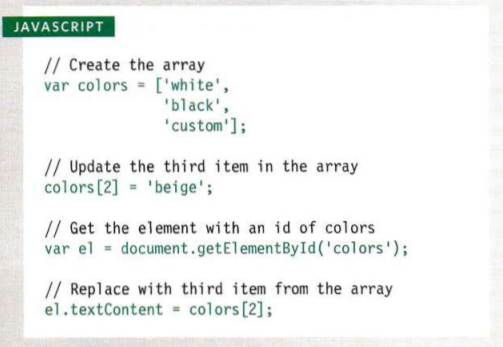 JAVASCRIPT
// Create the array
var colors = ['white',
'black',
'custom'];
// Update the third item in the array
colors[2] = 'beige';
// Get the element with an id of colors
var el = document.getElementById('colors');
// Replace with third item from the array
el.textContent = colors[2];